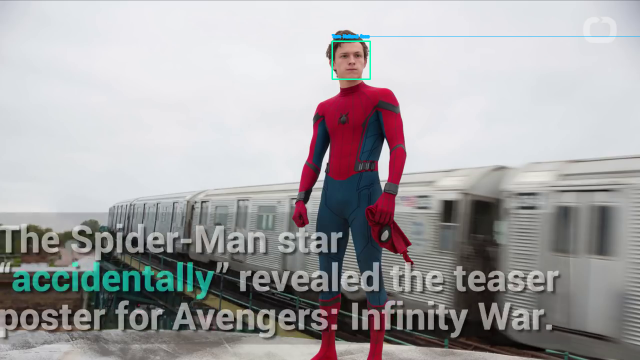 The Spider-Man star
“accidentally” revealed the teaser
poster for Avengers: Infinity War.